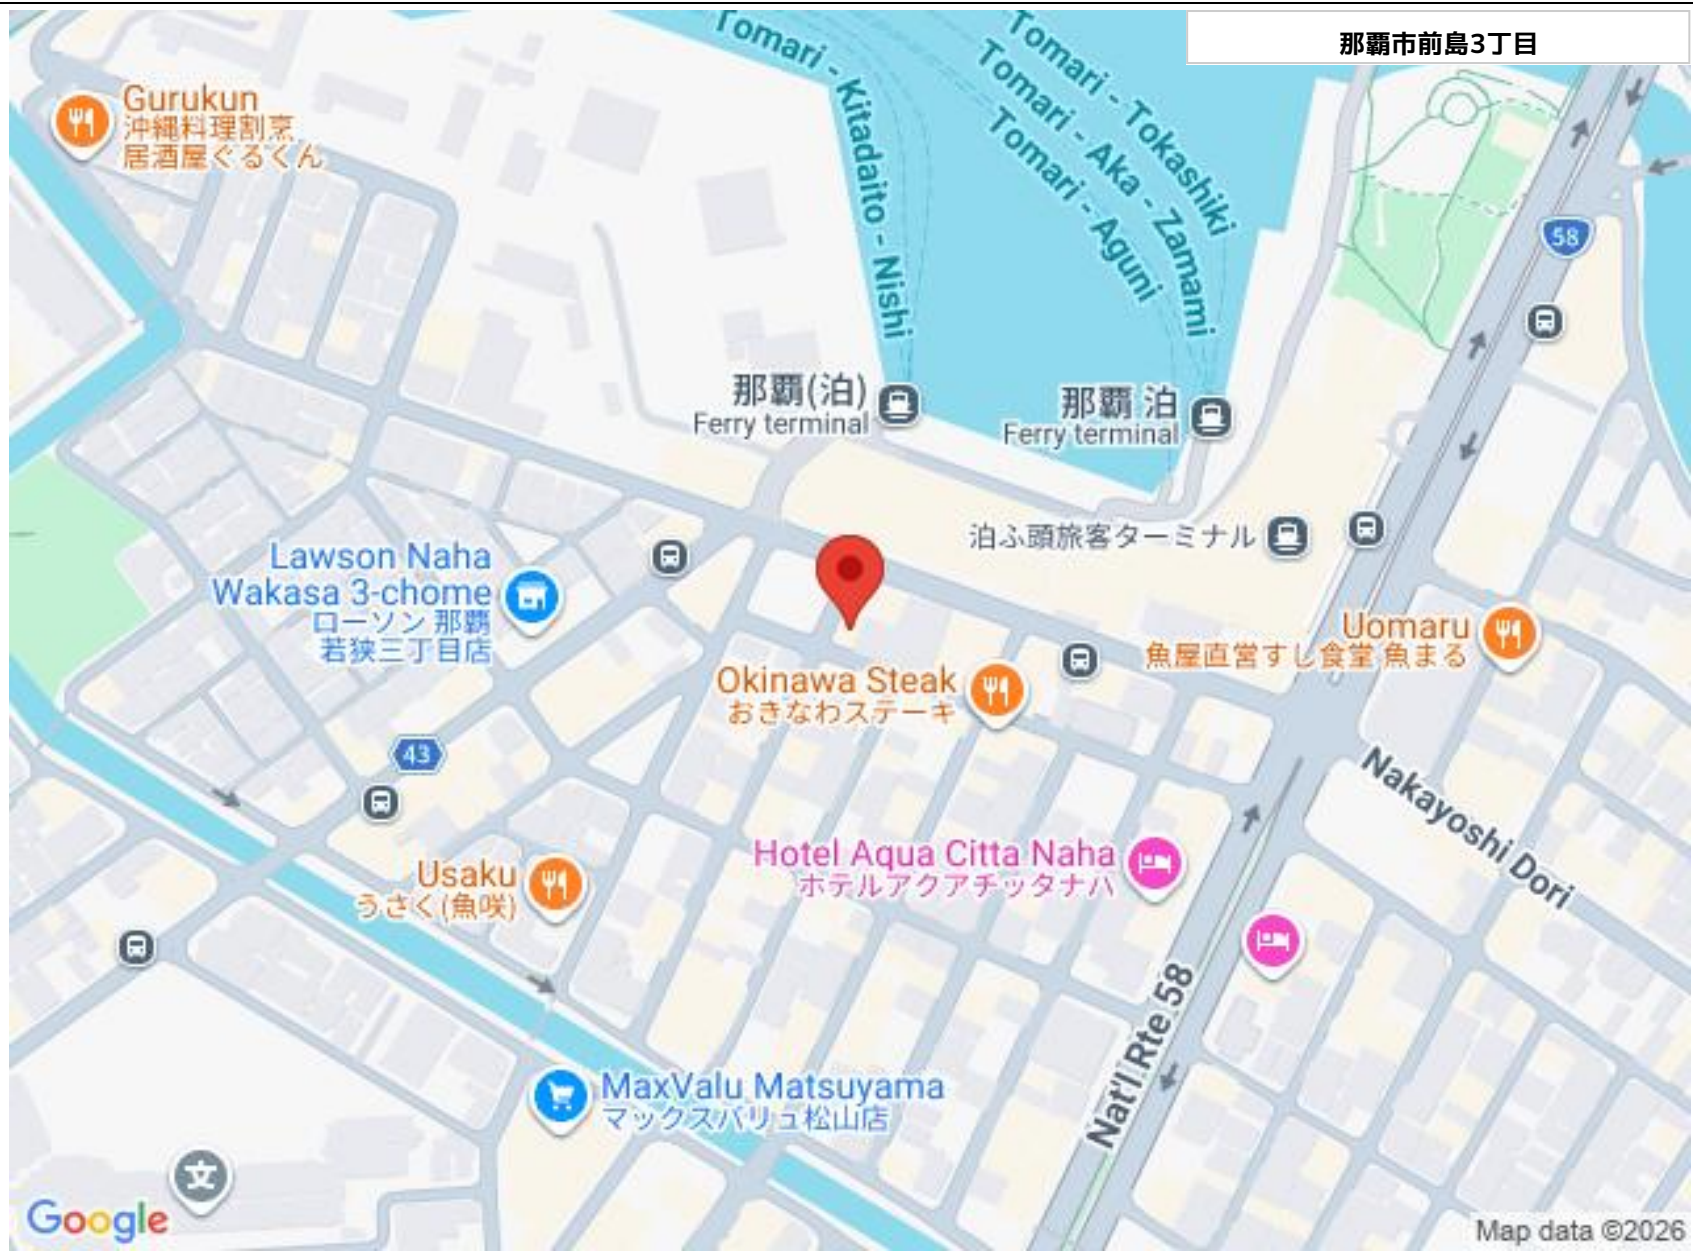 那覇市前島3丁目
Tomari - Kitadaito - Nishi
Tomari - Tokashiki
Tomari - Aka - Zamami
Tomari - Aguni
Gurukun
沖縄料理割烹
居酒屋ぐるくん
58
那覇(泊)
Ferry terminal
那覇 泊
Ferry terminal
泊ふ頭旅客ターミナル
Lawson Naha
Wakasa 3-chome
ローソン 那覇
若狭三丁目店
Uomaru
魚屋直営すし食堂 魚まる
Okinawa Steak
おきなわステーキ
43
Nakayoshi Dori
Hotel Aqua Citta Naha
ホテルアクアチッタナハ
Usaku
うさく(魚咲)
Nat'l Rte 58
MaxValu Matsuyama
マックスバリュ松山店
文
Google
Map data ©2026